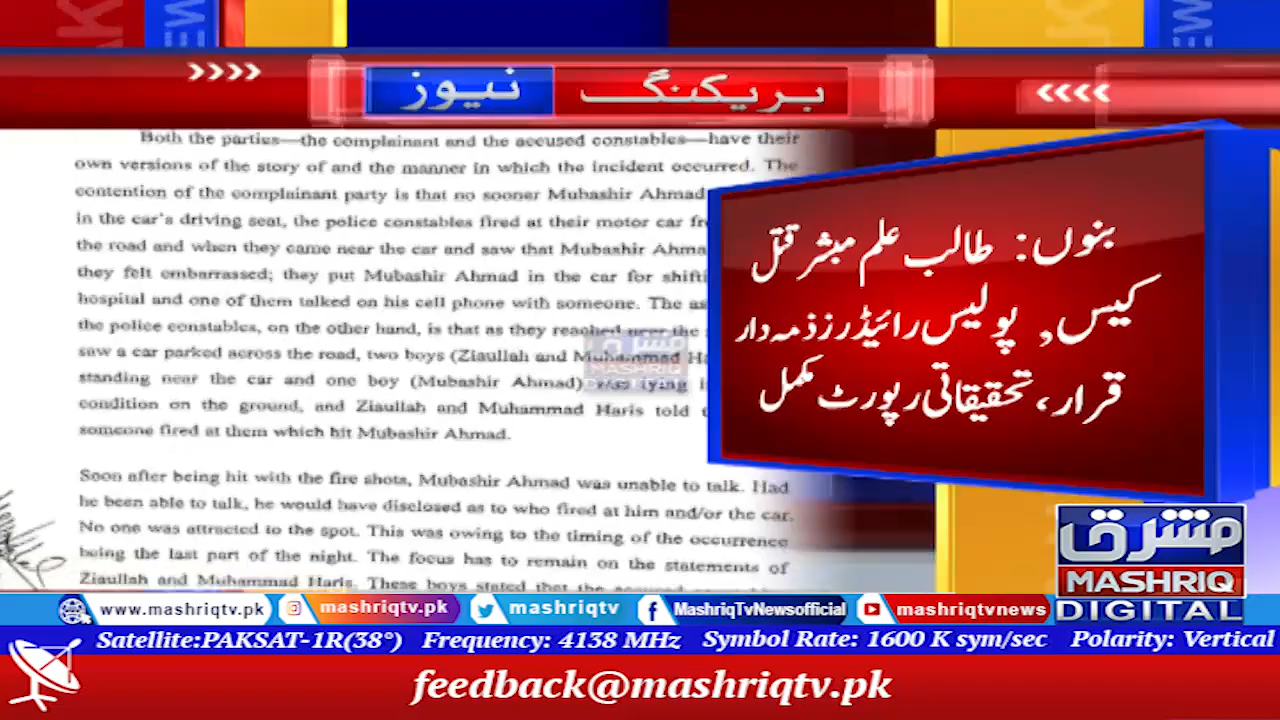 بریکنگ نیوز
Both the parties—the complainant and the accused constables—have their
own versions of the story of and the manner in which the incident occurred. The
contention of the complainant party is that no sooner Mubashir Ahmad
in the car's driving seat, the police constables fired at their motor car
the road and when they came near the car and saw that Mubashir
they felt embarrassed; they put Mubashir Ahmad in the car for
hospital and one of them talked on his cell phone with someone. The
the police constables, on the other hand, is that as they reached near the
saw a car parked across the road, two boys (Ziaullah and Muhammad
standing near the car and one boy (Mubashir Ahmad) was lying
condition on the ground, and Ziaullah and Muhammad Haris told
someone fired at them which hit Mubashir Ahmad.
Soon after being hit with the fire shots, Mubashir Ahmad was unable to talk. Had
he been able to talk, he would have disclosed as to who fired at him and/or the car.
No one was attracted to the spot. This was owing to the timing of the occurrence
being the last part of the night. The focus has to remain on the statements of
Ziaullah and Muhammad Haris. These boys stated that the accused
بنوں: طالب علم مبشر قتل
کیس, پولیس رائیڈرز ذمہ دار
قرار، تحقیقاتی رپورٹ مکمل
مشرق
MASHRIQ
DIGITAL
www.mashriqtv.pk mashriqtv.pk mashriqtv MashriqTvNewsofficial mashriqtvnews
Satellite:PAKSAT-1R(38°) Frequency: 4138 MHz Symbol Rate: 1600 K sym/sec Polarity: Vertical
feedback@mashriqtv.pk